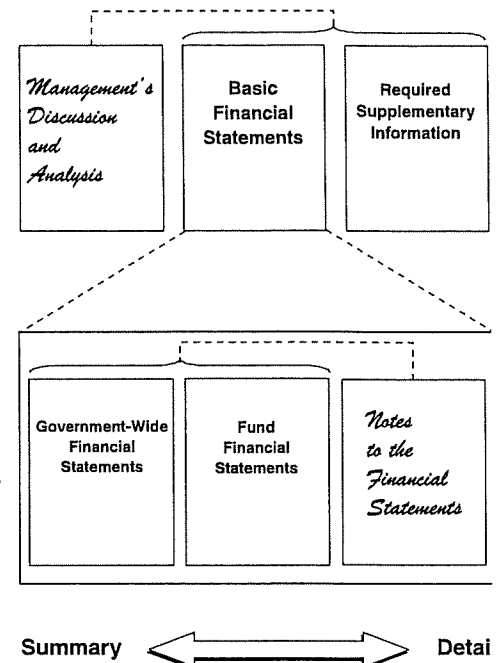 Management's
Discussion
and
Analysis
Basic
Financial
Statements
Required
Supplementary
Information
Government-Wide
Financial
Statements
Fund
Financial
Statements
Notes
to the
Financial
Statements
Summary
Detai